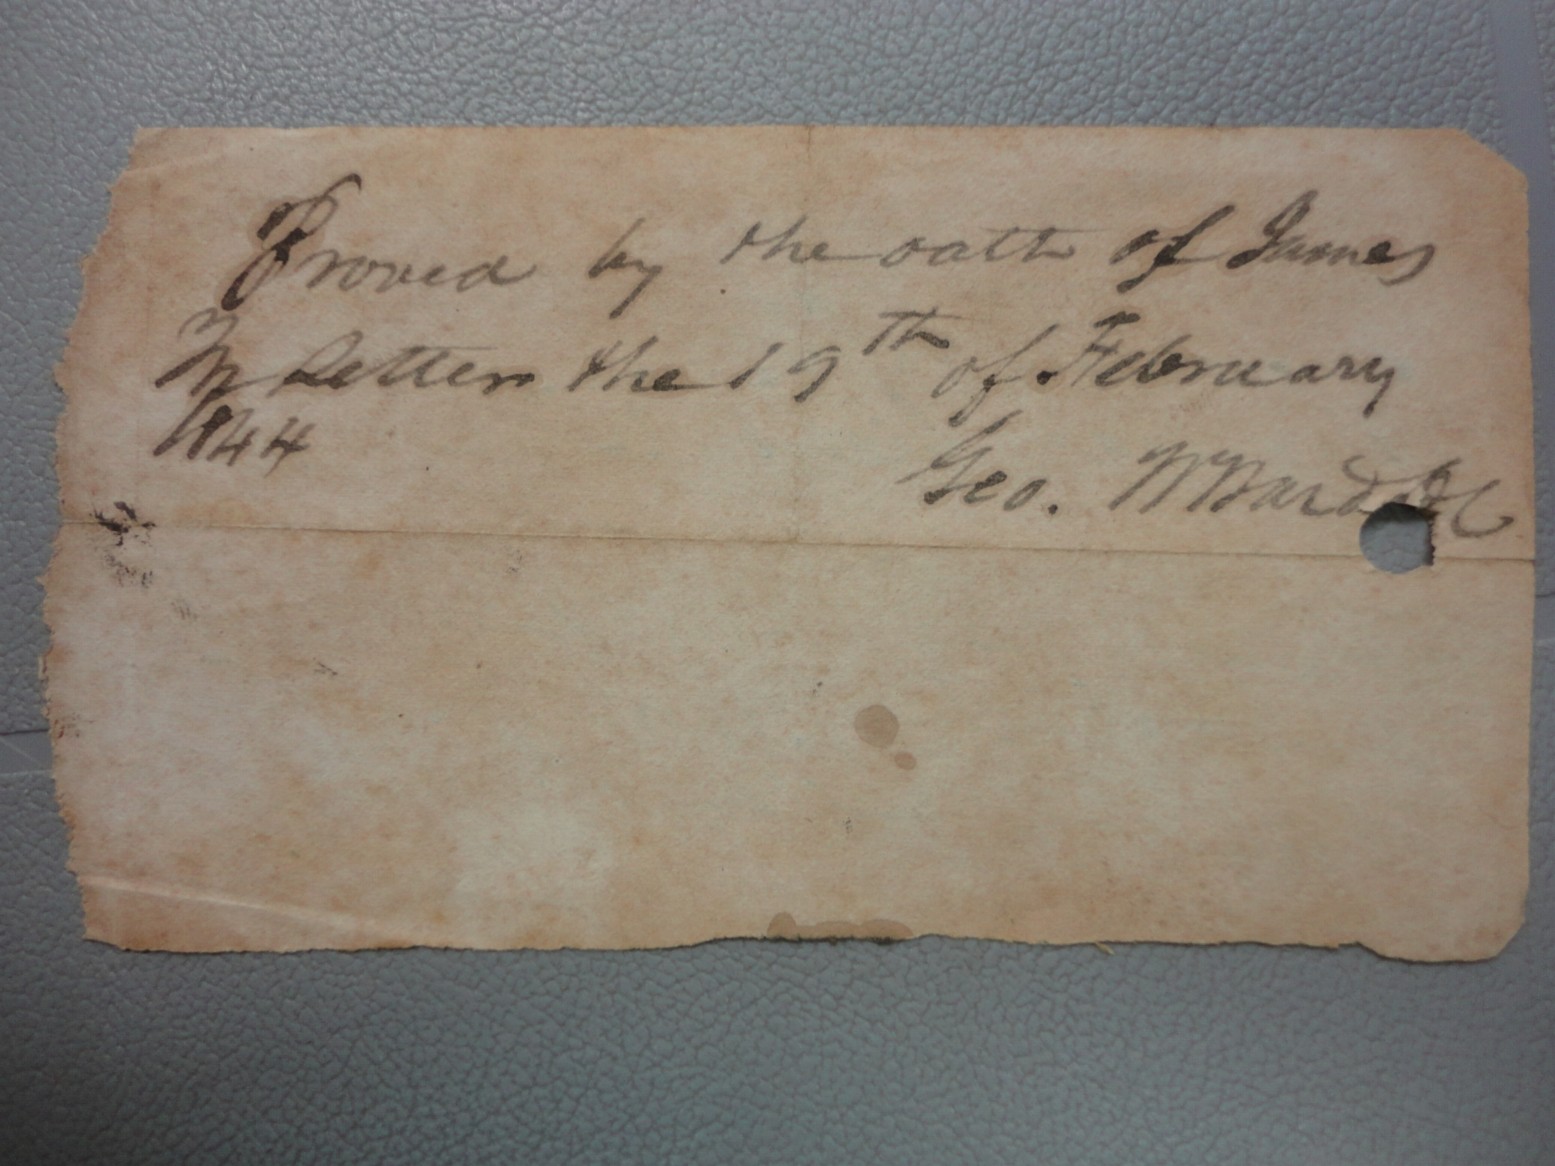 Proved by the oath of James
W Letten the 19th of February
1844
Geo. W Ward